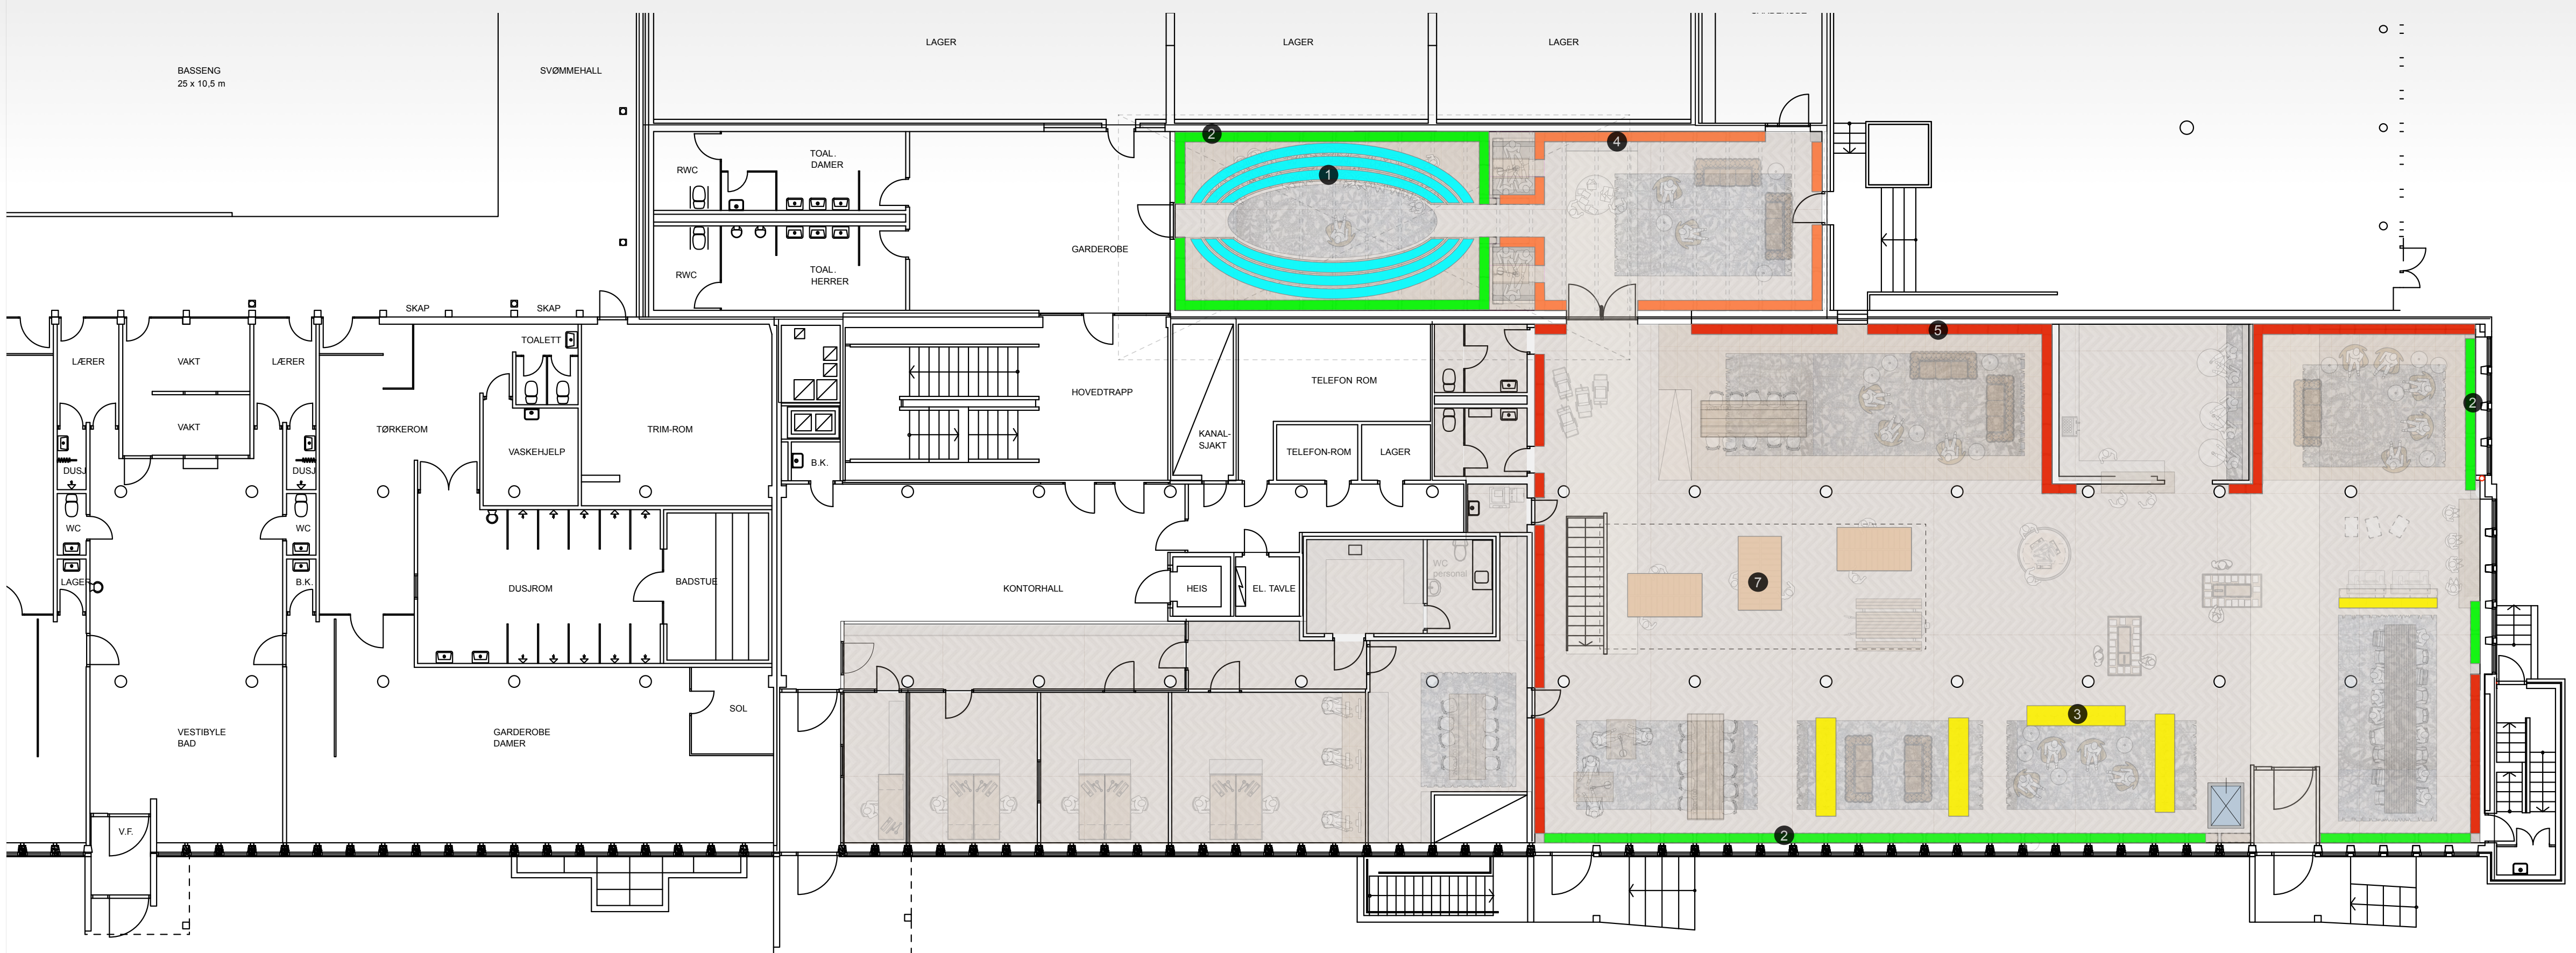 LAGER
LAGER
LAGER
BASSENG
25 x 10,5 m
SVØMMEHALL
2
4
1
RWC
TOAL.
DAMER
RWC
TOAL.
HERRER
GARDEROBE
SKAP
SKAP
5
LÆRER
VAKT
LÆRER
TOALETT
TELEFON ROM
HOVEDTRAPP
2
VAKT
TØRKEROM
TRIM-ROM
KANAL-
SJAKT
VASKEHJELP
TELEFON-ROM
LAGER
B.K.
DUSJ
DUSJ
WC
WC
WC
personal
LAGER
B.K.
DUSJROM
BADSTUE
KONTORHALL
HEIS
EL. TAVLE
7
SOL
3
VESTIBYLE
BAD
GARDEROBE
DAMER
V.F.
2